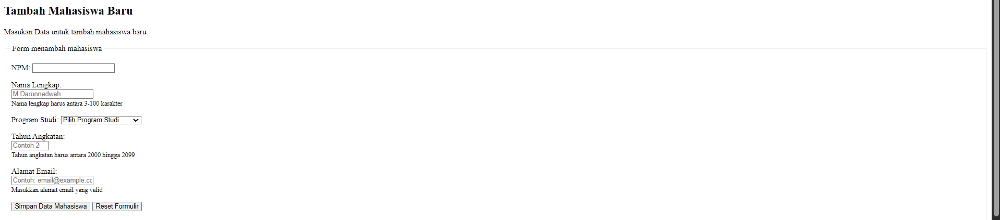 Tambah Mahasiswa Baru
Masukan Data untuk tambah mahasiswa baru
Form menambah mahasiswa
NPM:
Nama Lengkap:
M.Darunnadwah
Nama lengkap harus antara 3-100 karakter
Program Studi: Pilih Program Studi
Tahun Angkatan:
Contoh 2
Tahun angkatan harus antara 2000 hingga 2099
Alamat Email:
Contoh: email@example.co
Masukkan alamat email yang valid
Simpan Data Mahasiswa Reset Formulir